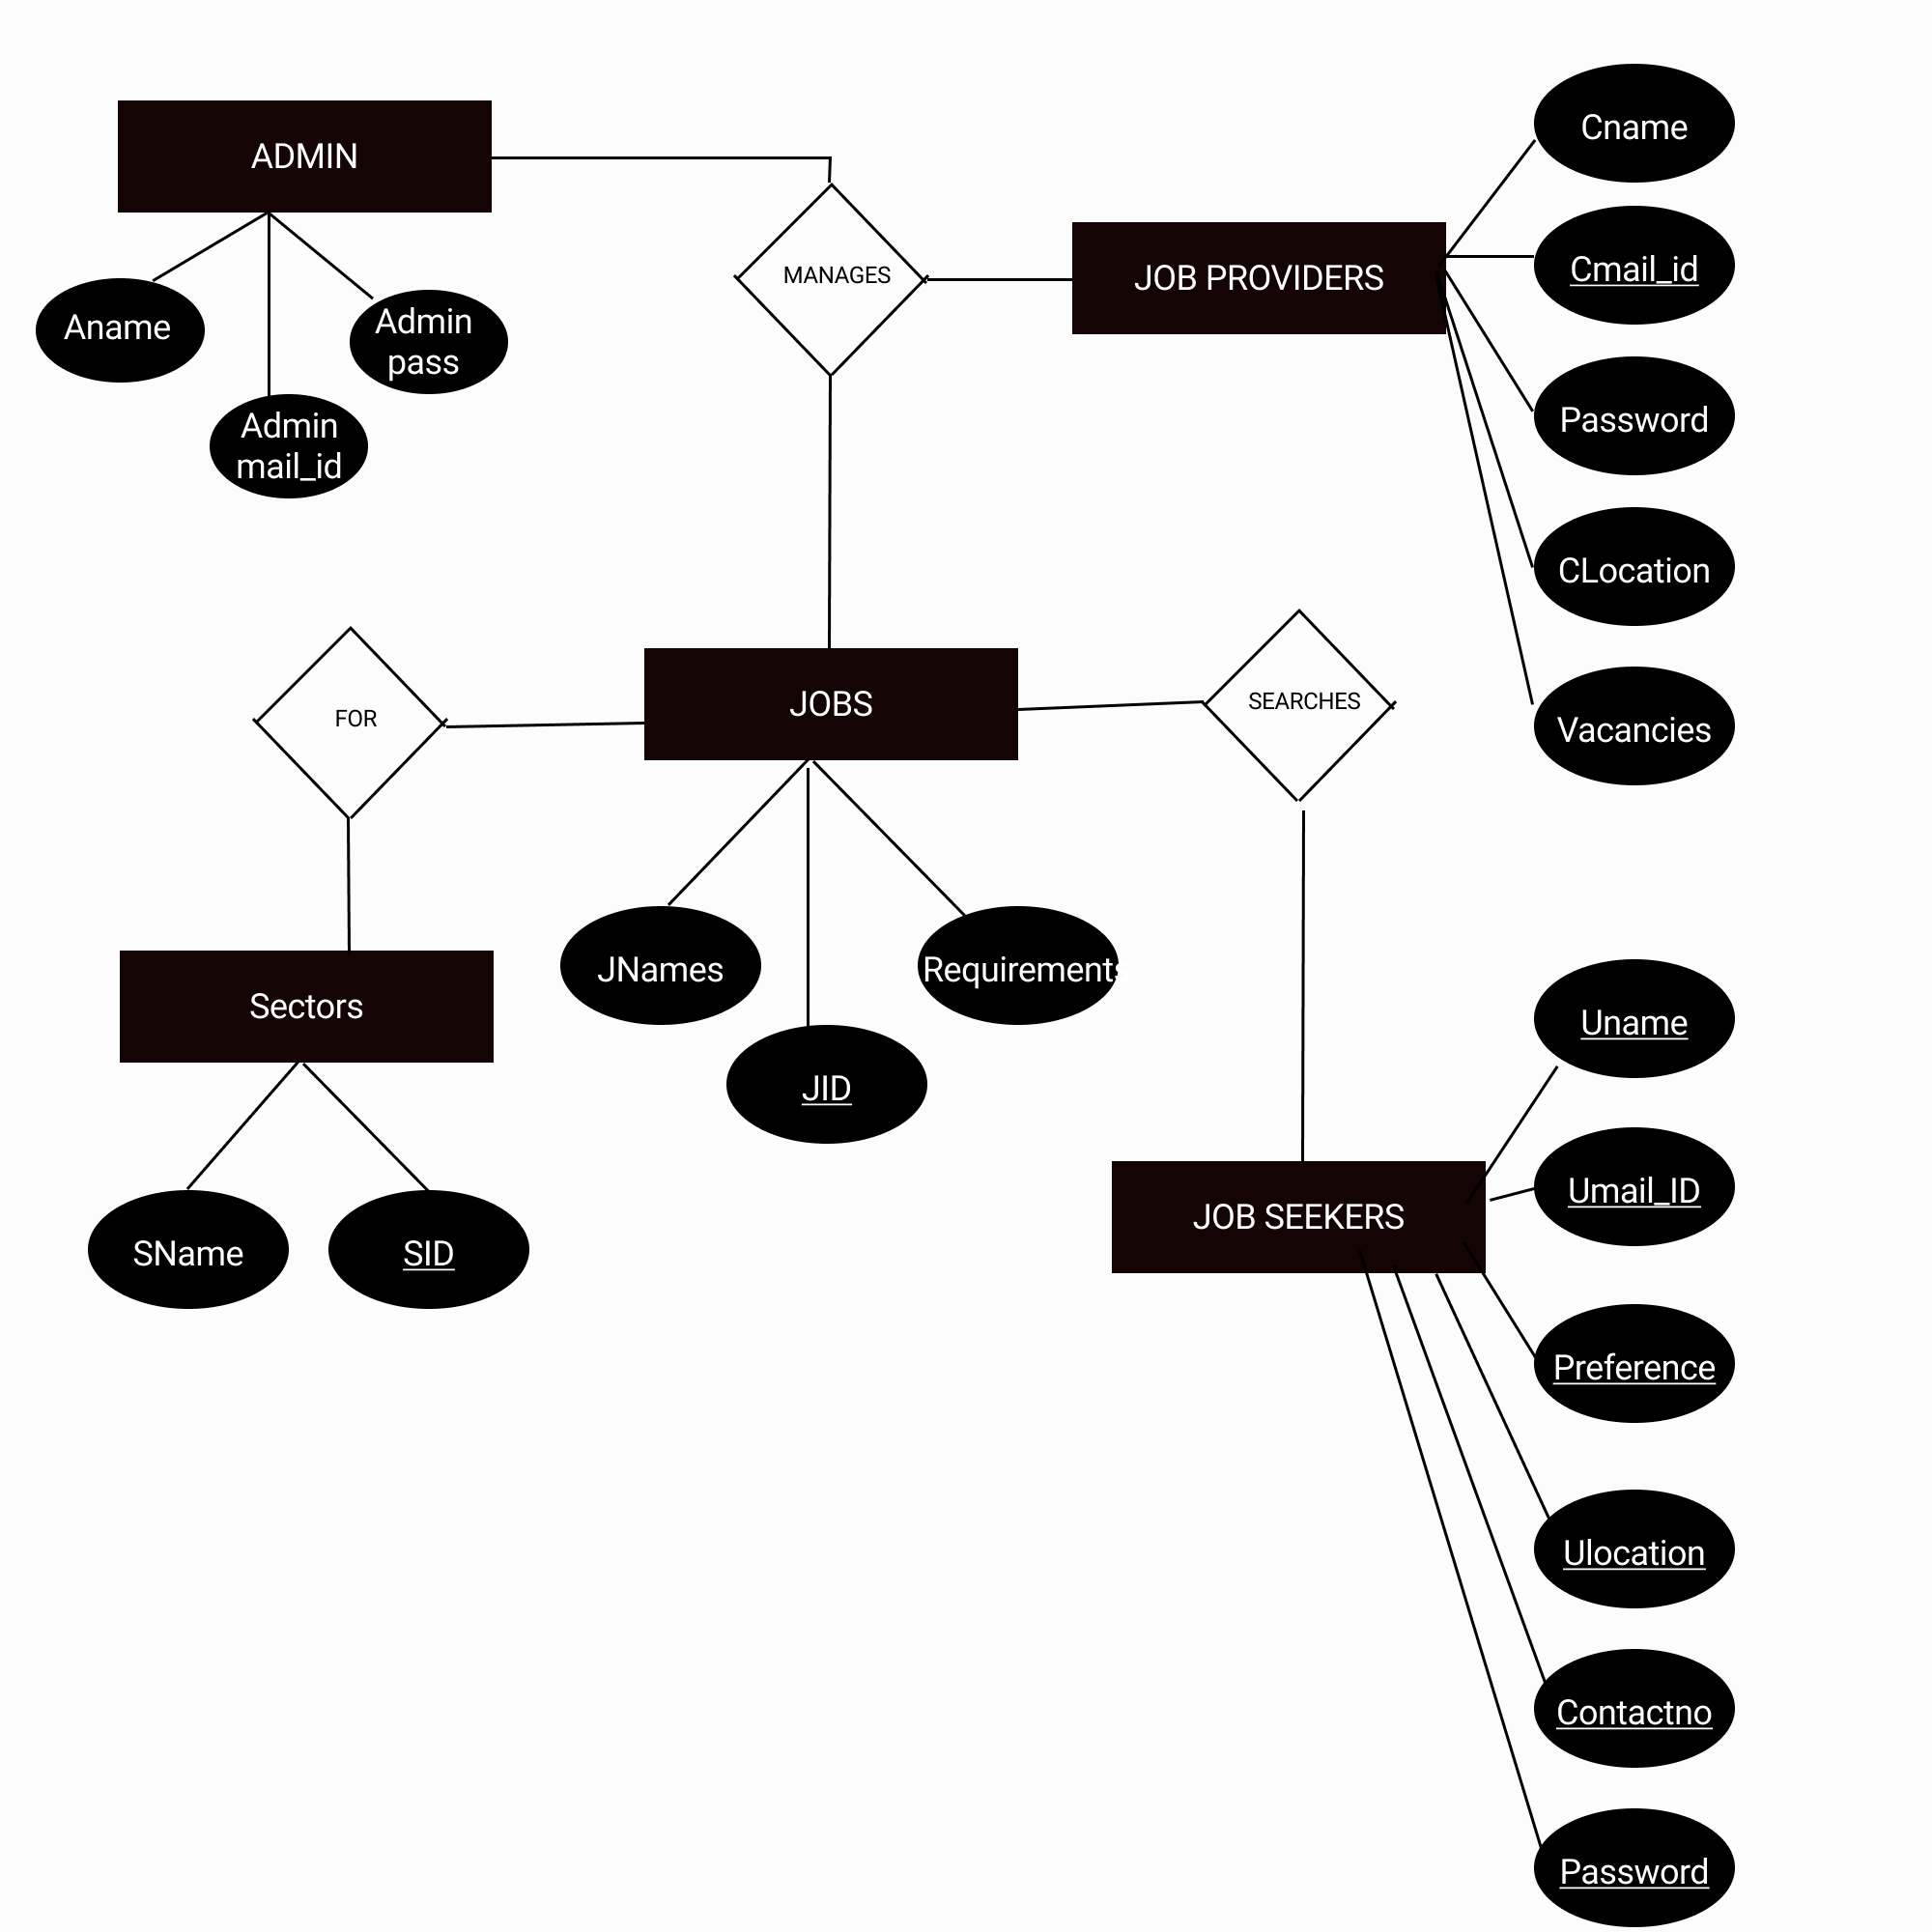 Cname
ADMIN
Cmail_id
MANAGES
JOB PROVIDERS
Aname
Admin
pass
Admin
mail_id
Password
CLocation
FOR
JOBS
SEARCHES
Vacancies
JNames
Requirements
Sectors
Uname
JID
Umail_ID
JOB SEEKERS
SName
SID
Preference
Ulocation
Contactno
Password